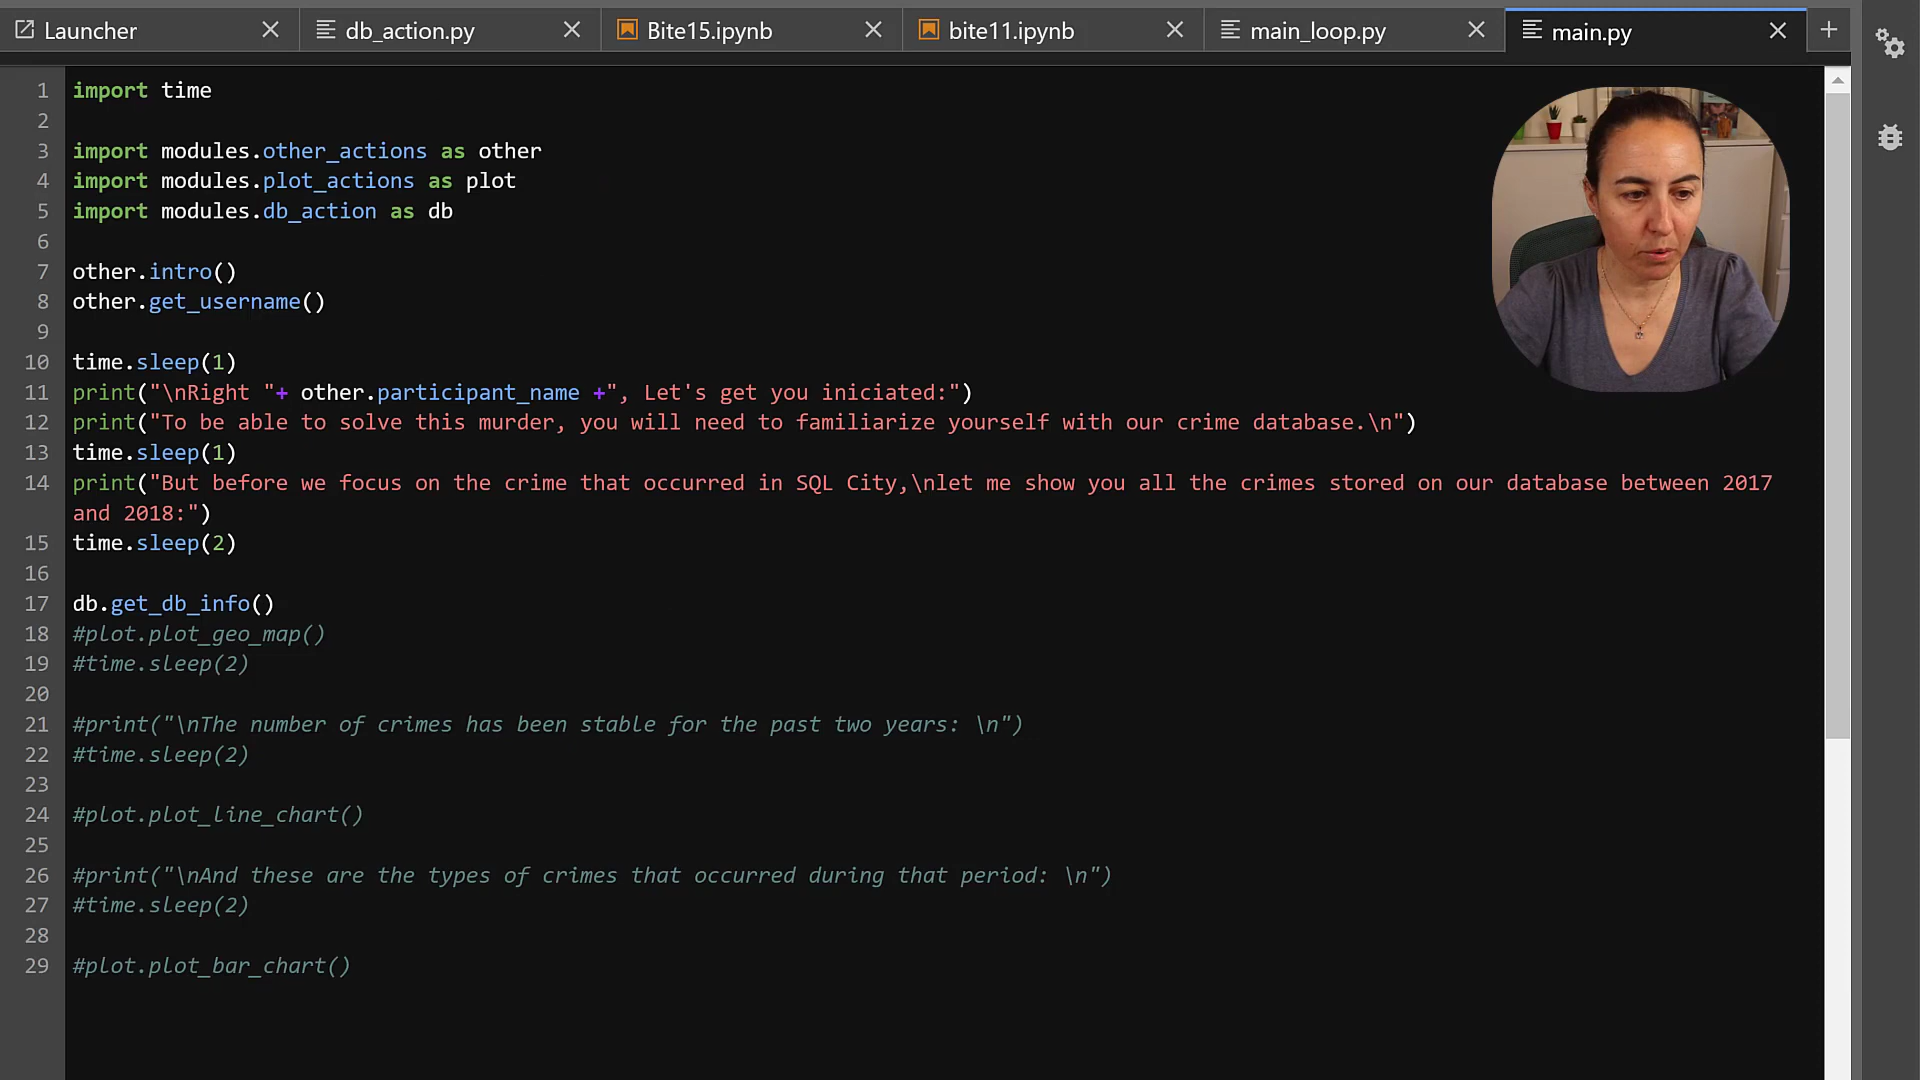 Launcher
db_action.py
Bite15.ipynb
bite11.ipynb
main_loop.py
main.py
1 import time
2
3 import modules.other_actions as other
4 import modules.plot_actions as plot
5 import modules.db_action as db
6
7 other.intro()
8 other.get_username()
9
10 time.sleep(1)
11 print("\nRight "+ other.participant_name +", Let's get you iniciated:")
12 print("To be able to solve this murder, you will need to familiarize yourself with our crime database.\n")
13 time.sleep(1)
14 print("But before we focus on the crime that occurred in SQL City,\nlet me show you all the crimes stored on our database between 2017
and 2018:")
15 time.sleep(2)
16
17 db.get_db_info()
18 #plot.plot_geo_map()
19 #time.sleep(2)
20
21 #print("\nThe number of crimes has been stable for the past two years: \n")
22 #time.sleep(2)
23
24 #plot.plot_line_chart()
25
26 #print("\nAnd these are the types of crimes that occurred during that period: \n")
27 #time.sleep(2)
28
29 #plot.plot_bar_chart()